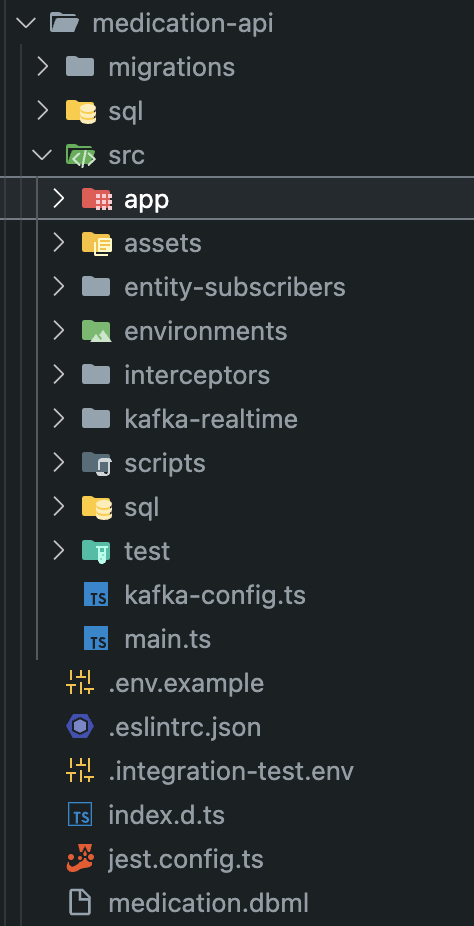 medication-api
migrations
sql
src
app
assets
entity-subscribers
environments
interceptors
kafka-realtime
scripts
sql
test
TS kafka-config.ts
TS main.ts
.env.example
.eslintrc.json
.integration-test.env
TS index.d.ts
jest.config.ts
medication.dbml